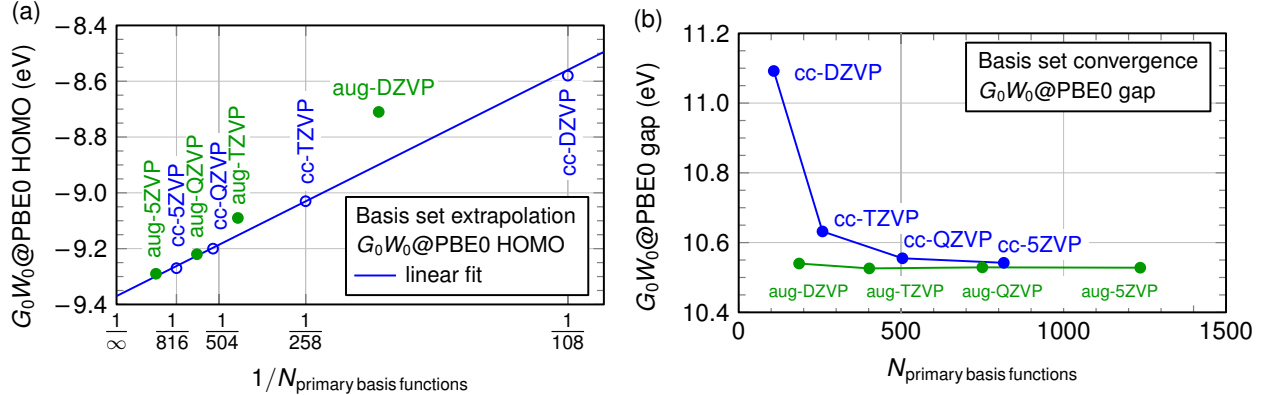 (a)
G₀W₀@PBE0 HOMO (eV)
−8.4
−8.6
−8.8
−9.0
−9.2
−9.4
aug-5ZVP
cc-5ZVP
aug-QZVP
cc-QZVP
aug-TZVP
cc-TZVP
aug-DZVP
cc-DZVP
Basis set extrapolation
G₀W₀@PBE0 HOMO
linear fit
1/∞ 1/816 1/504 1/258 1/108
1/N primary basis functions
(b)
G₀W₀@PBE0 gap (eV)
11.2
11.0
10.8
10.6
10.4
Basis set convergence
G₀W₀@PBE0 gap
cc-DZVP
cc-TZVP
cc-QZVP
cc-5ZVP
aug-DZVP aug-TZVP aug-QZVP aug-5ZVP
0 500 1000 1500
N primary basis functions